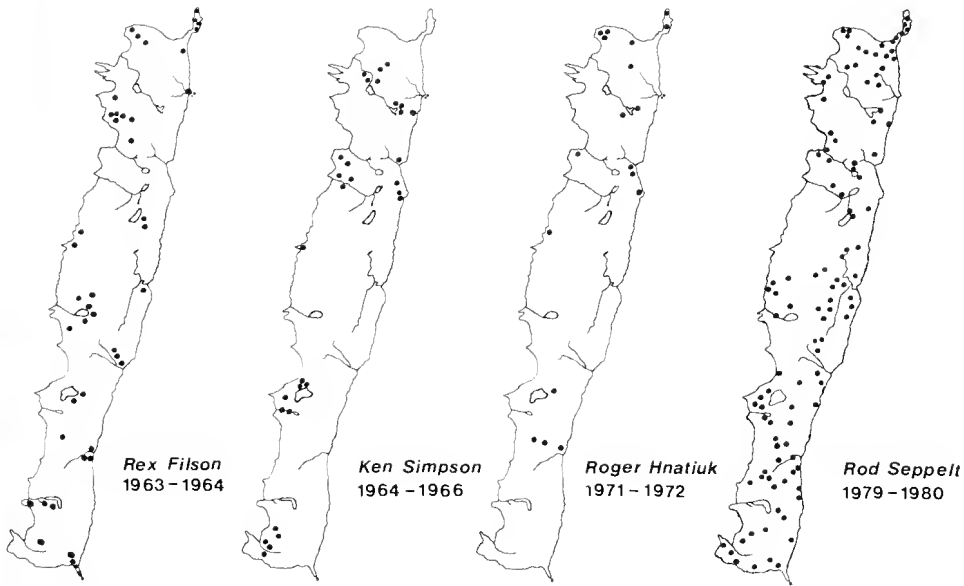 Rex Filson
1963-1964
Ken Simpson
1964-1966
Roger Hnatiuk
1971-1972
Rod Seppelt
1979-1980